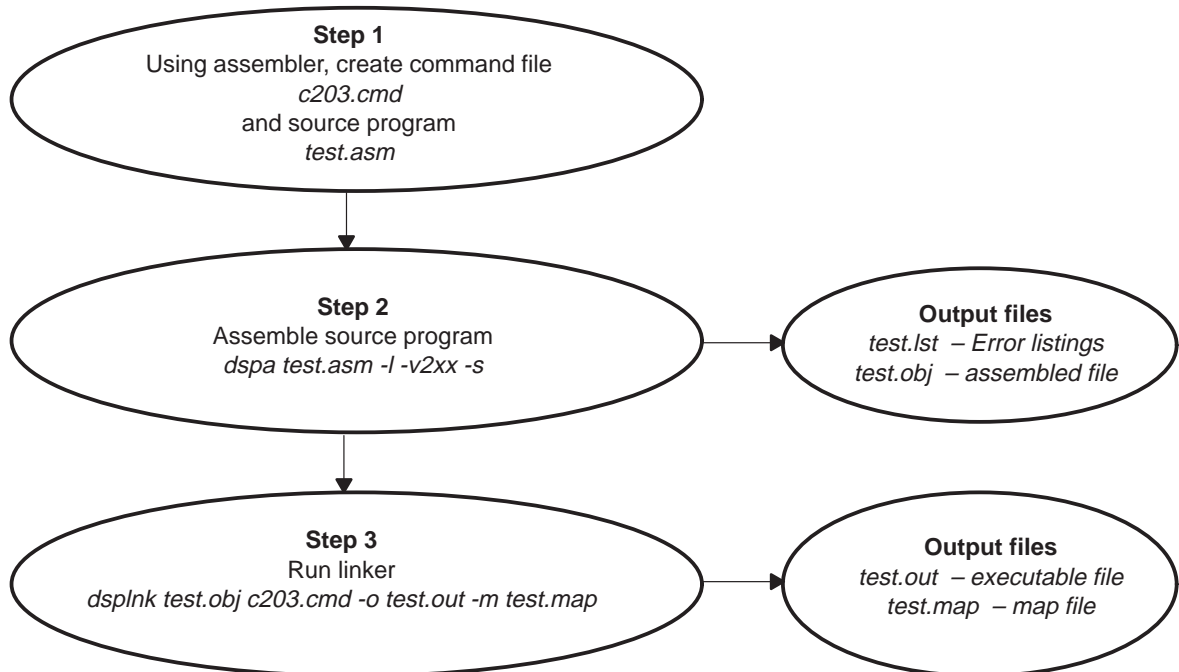 Step 1
Using assembler, create command file
c203.cmd
and source program
test.asm
Step 2
Assemble source program
dspa test.asm -l -v2xx -s
Output files
test.lst – Error listings
test.obj – assembled file
Step 3
Run linker
dsplnk test.obj c203.cmd -o test.out -m test.map
Output files
test.out – executable file
test.map – map file